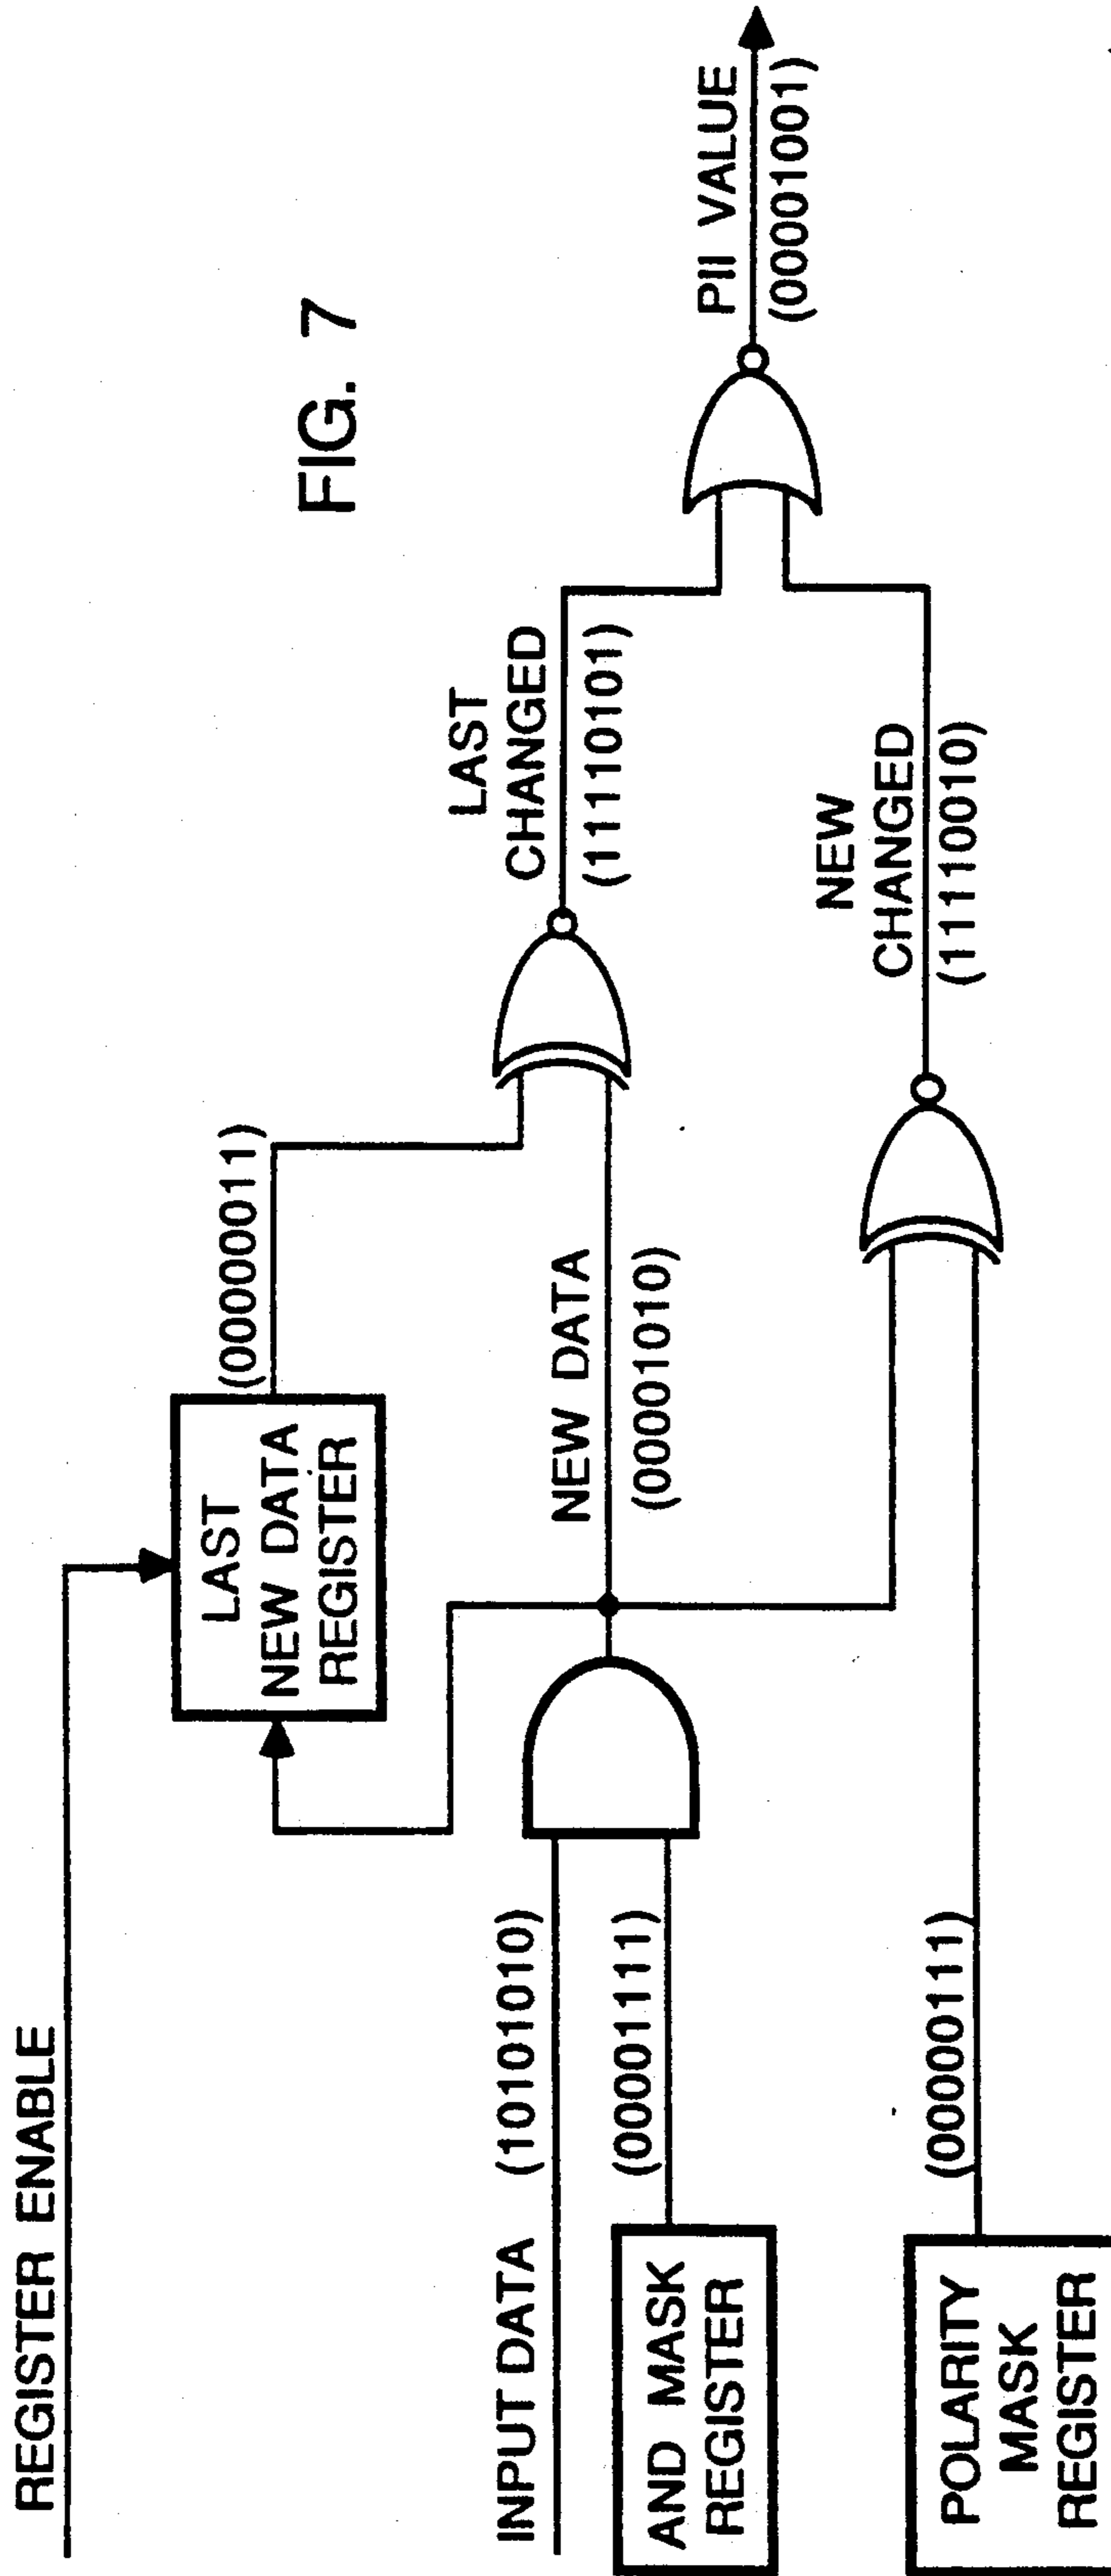 FIG. 7
REGISTER ENABLE
LAST
NEW DATA
REGISTER
(00000011)
INPUT DATA (10101010)
AND MASK
REGISTER
(00001111)
NEW DATA
(00001010)
POLARITY
MASK
REGISTER
(00000111)
LAST
CHANGED
(11110101)
NEW
CHANGED
(11110010)
PII VALUE
(00001001)